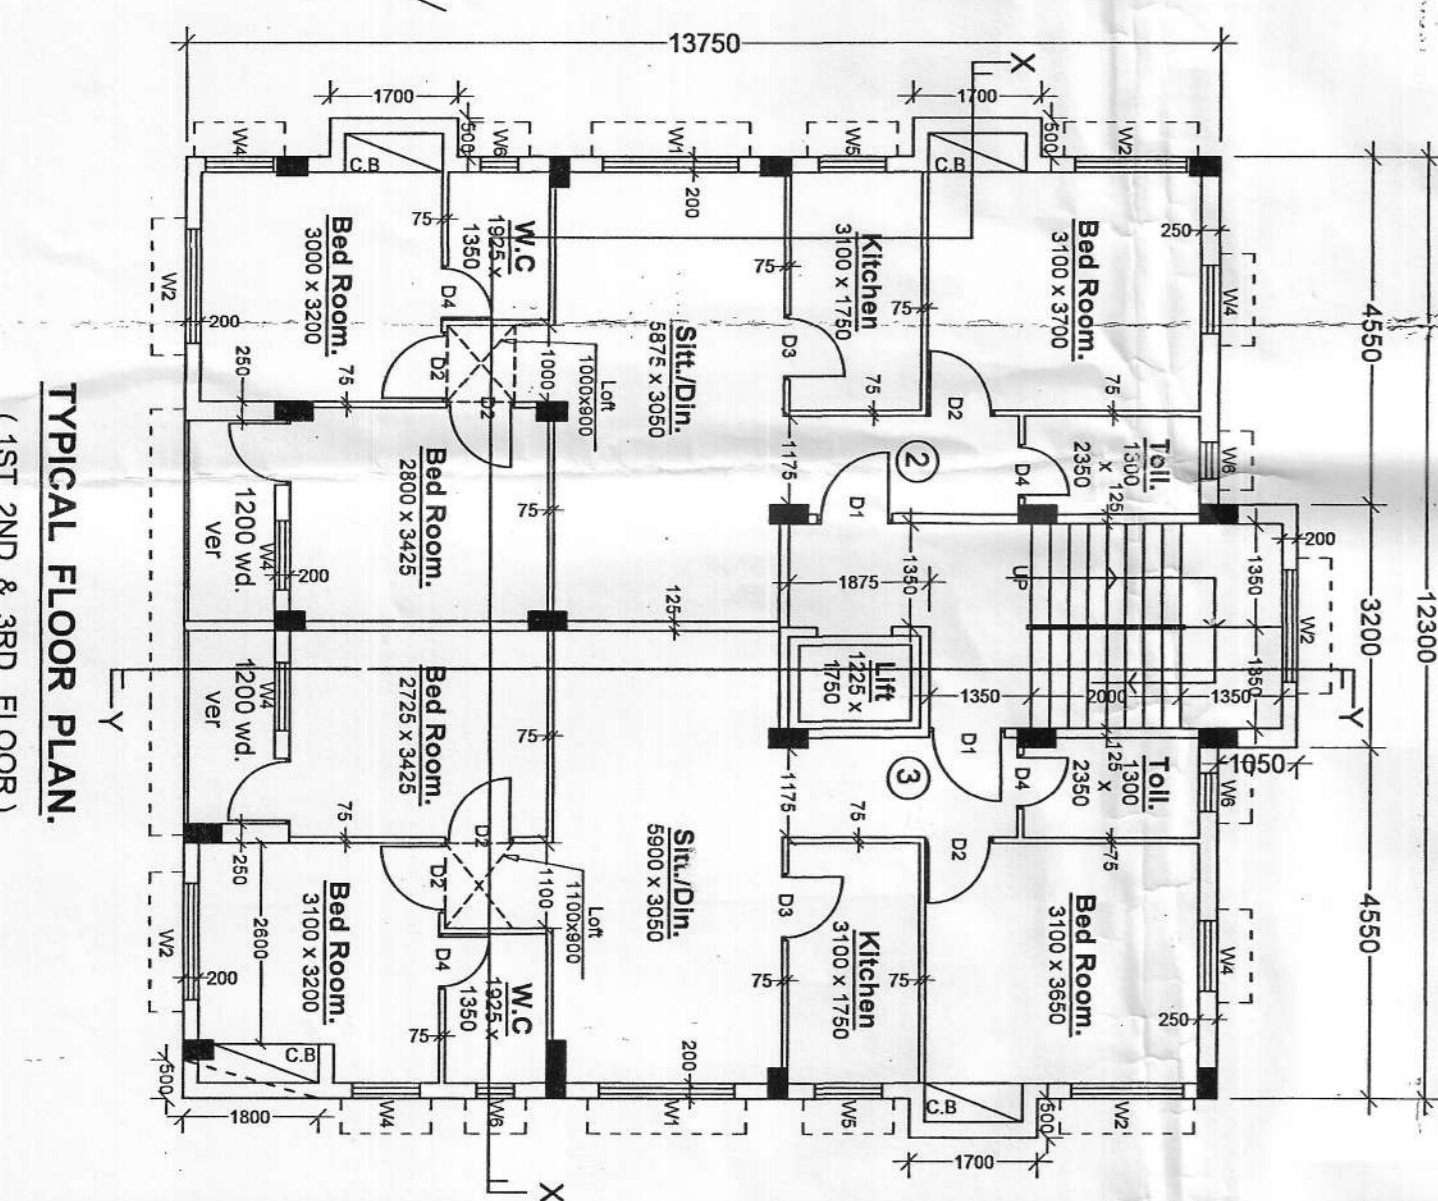 13750
1700
1700
X
W4
C.B
500
W6
W1
W5
C.B
500
W2
200
75
W.C
1925 x
1350
Bed Room.
3000 x 3200
D4
75
Kitchen
3100 x 1750
75
Bed Room.
3100 x 3700
250
W4
4550
12300
W2
200
250
75
D2
D2
1000
Loft
1000x900
Sitt./Din.
5875 x 3050
D3
75
D2
75
1175
2
D4
Toil.
1300
x
2350
125
W6
Bed Room.
2800 x 3425
75
D1
1200 wd.
ver
W4
200
125
1875
1350
UP
1350
200
W2
3200
1200 wd.
ver
W4
Bed Room.
2725 x 3425
75
Lift
1225 x
1750
1350
2000
1350
1350
Y
Y
D1
3
D4
125
Toil.
1300 x
2350
1050
W6
1175
75
75
250
D2
D2
1100
Loft
1100x900
Sitt./Din.
5900 x 3050
D3
D2
75
W2
200
2600
Bed Room.
3100 x 3200
D4
75
W.C
1925 x
1350
Kitchen
3100 x 1750
75
75
Bed Room.
3100 x 3650
250
W4
4550
C.B
500
1800
W4
W6
200
W1
W5
C.B
500
W2
1700
X
TYPICAL FLOOR PLAN.
( 1ST 2ND & 3RD FLOOR )